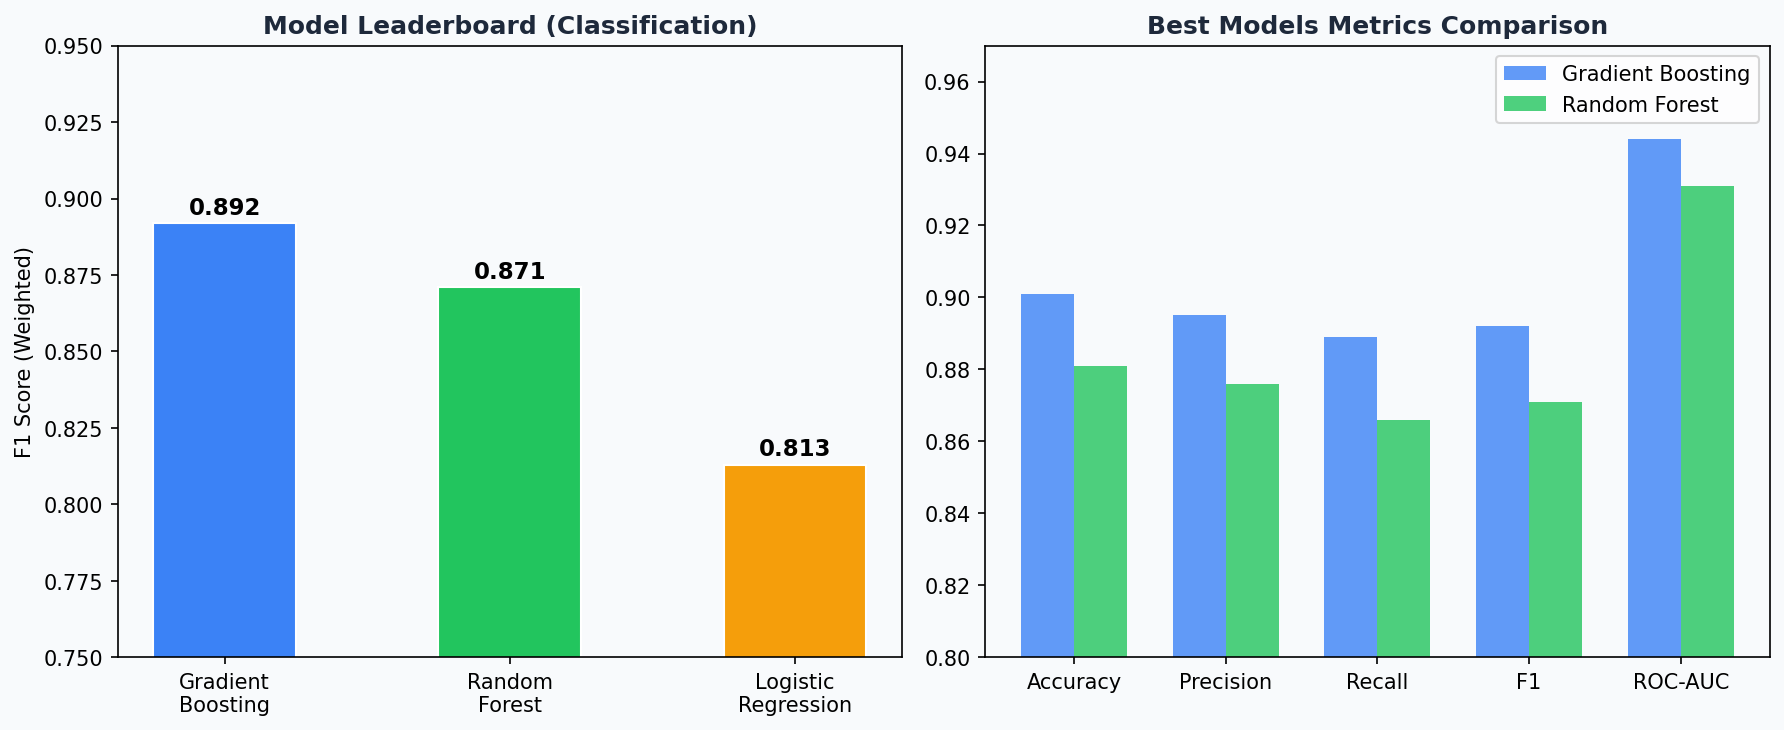 Model Leaderboard (Classification)
F1 Score (Weighted)
0.950
0.925
0.900
0.875
0.850
0.825
0.800
0.775
0.750
0.892
0.871
0.813
Gradient
Boosting
Random
Forest
Logistic
Regression
Best Models Metrics Comparison
Gradient Boosting
Random Forest
0.96
0.94
0.92
0.90
0.88
0.86
0.84
0.82
0.80
Accuracy
Precision
Recall
F1
ROC-AUC